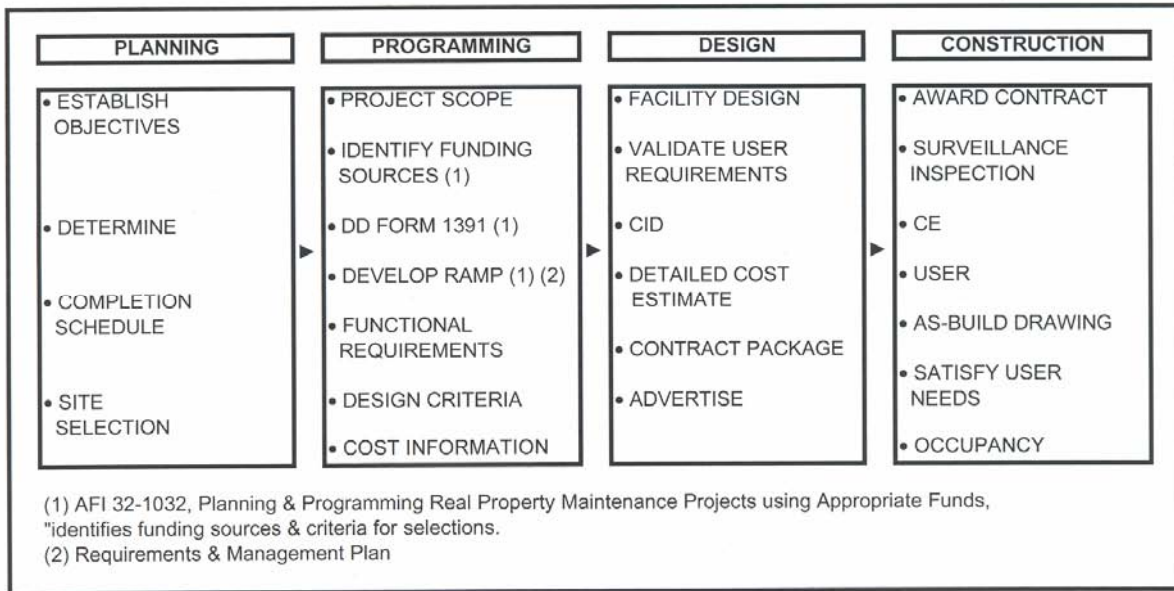 PLANNING
• ESTABLISH
OBJECTIVES
• DETERMINE
• COMPLETION
SCHEDULE
• SITE
SELECTION
PROGRAMMING
• PROJECT SCOPE
• IDENTIFY FUNDING
SOURCES (1)
• DD FORM 1391 (1)
• DEVELOP RAMP (1) (2)
• FUNCTIONAL
REQUIREMENTS
• DESIGN CRITERIA
• COST INFORMATION
DESIGN
• FACILITY DESIGN
• VALIDATE USER
REQUIREMENTS
• CID
• DETAILED COST
ESTIMATE
• CONTRACT PACKAGE
• ADVERTISE
CONSTRUCTION
• AWARD CONTRACT
• SURVEILLANCE
INSPECTION
• CE
• USER
• AS-BUILD DRAWING
• SATISFY USER
NEEDS
• OCCUPANCY
(1) AFI 32-1032, Planning & Programming Real Property Maintenance Projects using Appropriate Funds,
"identifies funding sources & criteria for selections.
(2) Requirements & Management Plan